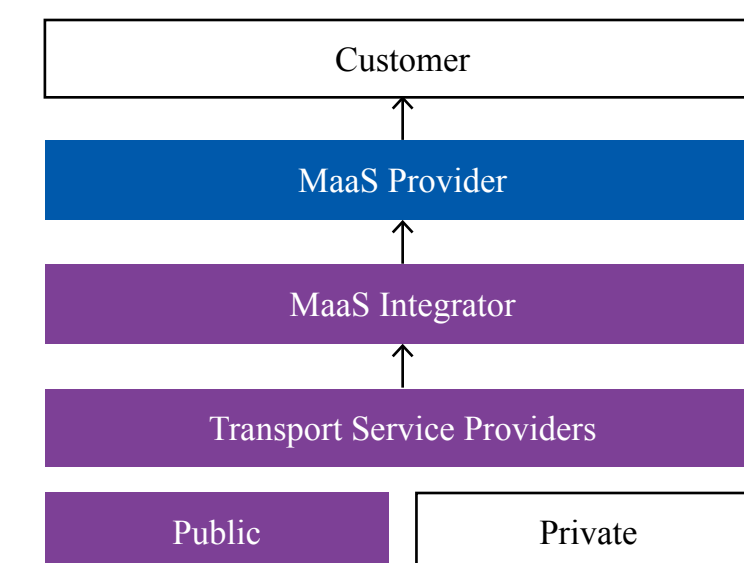 Customer
MaaS Provider
MaaS Integrator
Transport Service Providers
Public
Private